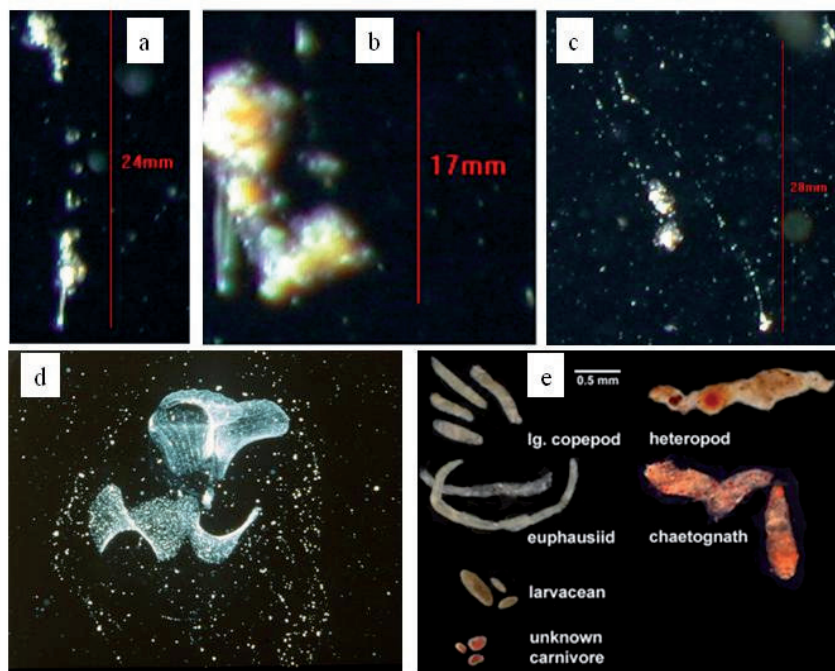 a
24mm
b
17mm
c
28mm
d
e
0.5 mm
lg. copepod
heteropod
euphausiid
chaetognath
larvacean
unknown
carnivore